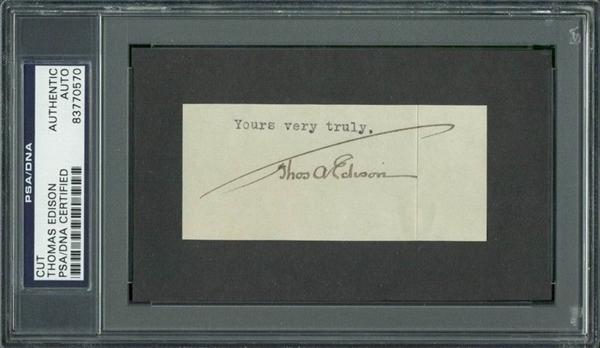 PSA/DNA
CUT
THOMAS EDISON
PSA/DNA CERTIFIED
AUTHENTIC
AUTO
83770570
Yours very truly,
Thos A Edison